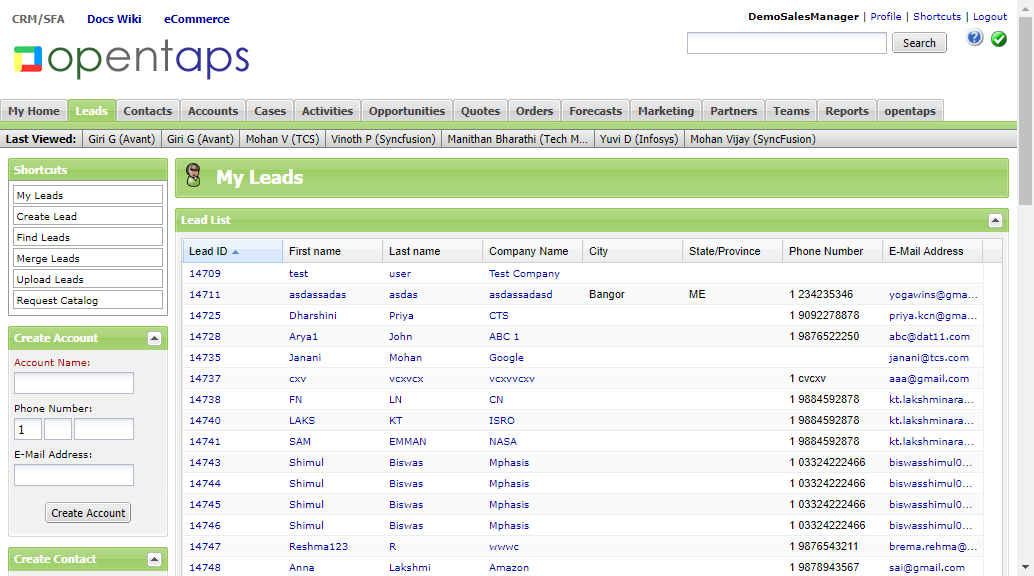 CRM/SFA Docs Wiki eCommerce
DemoSalesManager | Profile | Shortcuts | Logout
opentaps
Search
My Home Leads Contacts Accounts Cases Activities Opportunities Quotes Orders Forecasts Marketing Partners Teams Reports opentaps
Last Viewed: Giri G (Avant) Giri G (Avant) Mohan V (TCS) Vinoth P (Syncfusion) Manithan Bharathi (Tech M... Yuvi D (Infosys) Mohan Vijay (SyncFusion)
Shortcuts
My Leads
Create Lead
Find Leads
Merge Leads
Upload Leads
Request Catalog
Create Account
Account Name:
Phone Number:
1
E-Mail Address:
Create Account
Create Contact
My Leads
Lead List
Lead ID First name Last name Company Name City State/Province Phone Number E-Mail Address
14709 test user Test Company
14711 asdassadas asdas asdassadasd Bangor ME 1 234235346 yogawins@gma...
14725 Dharshini Priya CTS 1 9092278878 priya.kcn@gma...
14728 Arya1 John ABC 1 1 9876522250 abc@dat11.com
14735 Janani Mohan Google janani@tcs.com
14737 cxv vcxvcx vcxvvcxv 1 cvcxv aaa@gmail.com
14738 FN LN CN 1 9884592878 kt.lakshminara...
14740 LAKS KT ISRO 1 9884592878 kt.lakshminara...
14741 SAM EMMAN NASA 1 9884592878 kt.lakshminara...
14743 Shimul Biswas Mphasis 1 03324222466 biswasshimul0...
14744 Shimul Biswas Mphasis 1 03324222466 biswasshimul0...
14745 Shimul Biswas Mphasis 1 03324222466 biswasshimul0...
14746 Shimul Biswas Mphasis 1 03324222466 biswasshimul0...
14747 Reshma123 R wwwc 1 9876543211 brema.rehma@...
14748 Anna Lakshmi Amazon 1 9878943567 sai@gmail.com